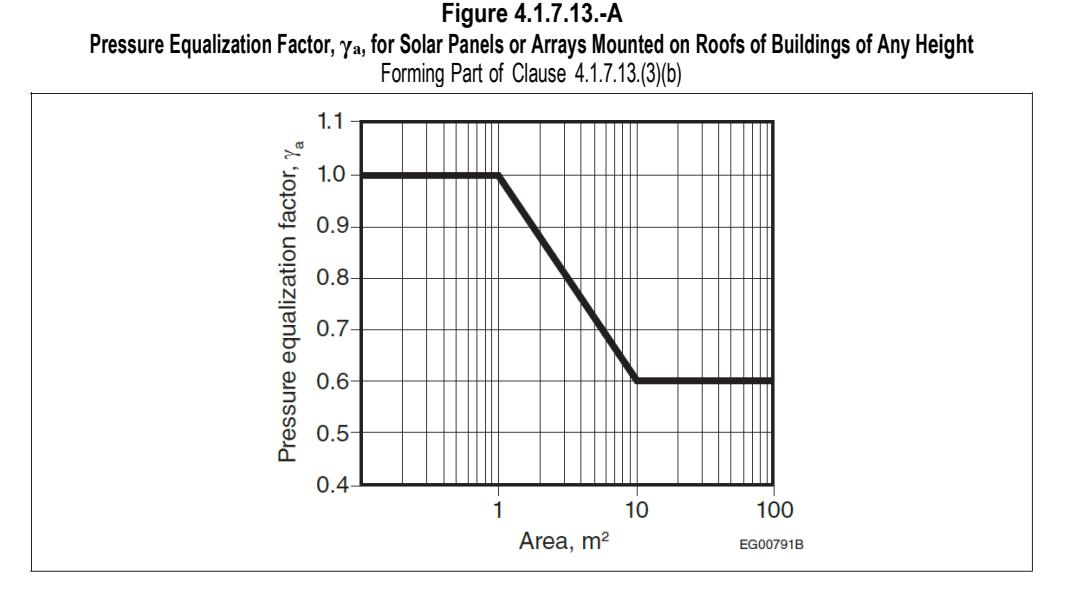 Figure 4.1.7.13.-A
Pressure Equalization Factor, γa, for Solar Panels or Arrays Mounted on Roofs of Buildings of Any Height
Forming Part of Clause 4.1.7.13.(3)(b)
Pressure equalization factor, γa
1.1
1.0
0.9
0.8
0.7
0.6
0.5
0.4
1 10 100
Area, m²
EG00791B